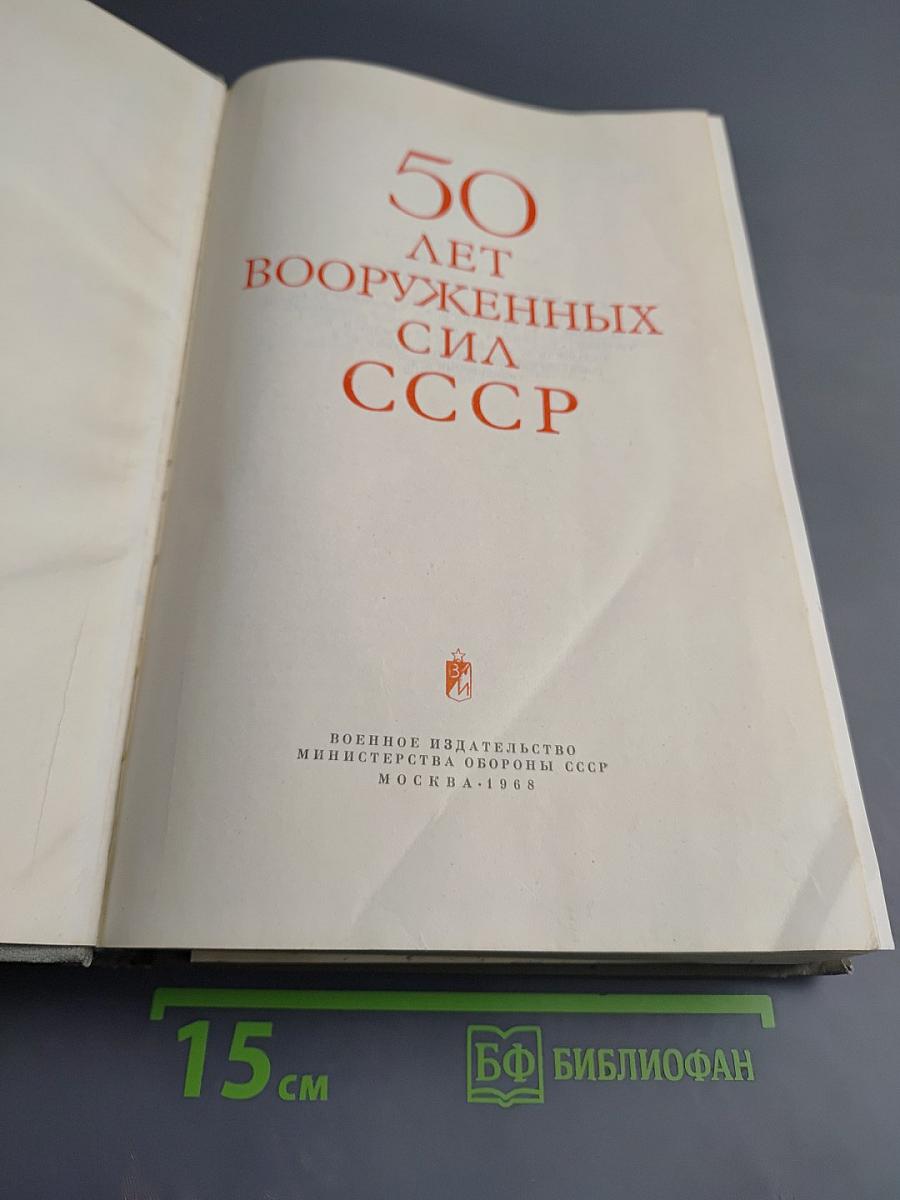 50
ЛЕТ
ВООРУЖЕННЫХ
СИЛ
СССР
ВОЕННОЕ ИЗДАТЕЛЬСТВО
МИНИСТЕРСТВА ОБОРОНЫ СССР
МОСКВА · 1968
15 см
БФ БИБЛИОФАН